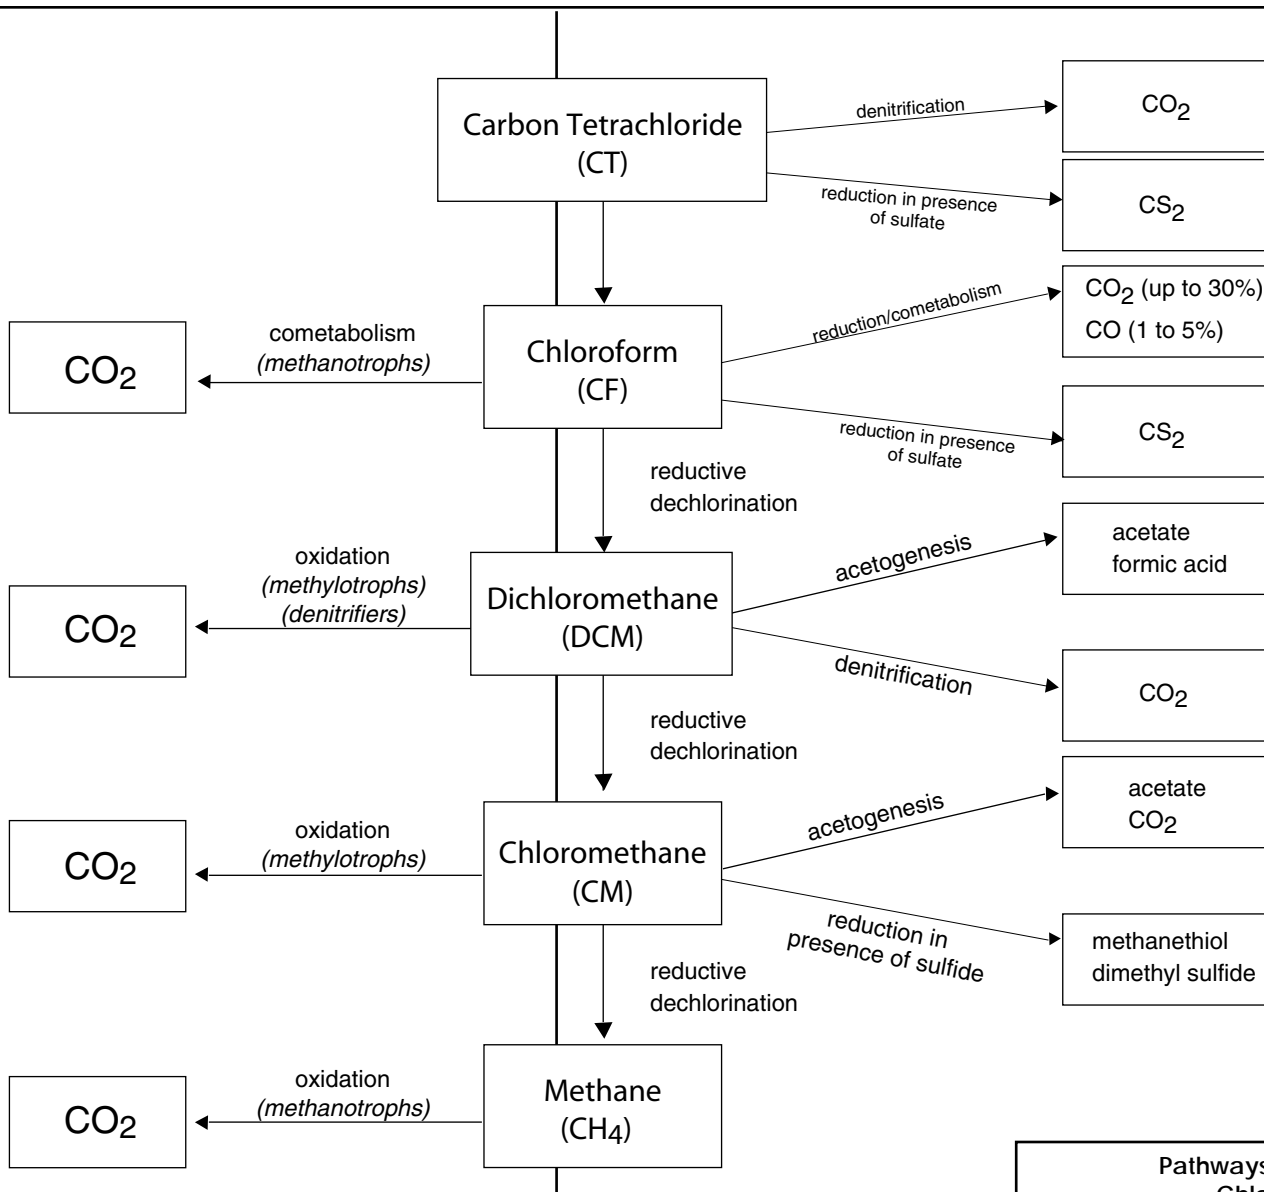 Carbon Tetrachloride
(CT)
denitrification
CO2
reduction in presence
of sulfate
CS2
CO2
cometabolism
(methanotrophs)
Chloroform
(CF)
reduction/cometabolism
CO2 (up to 30%)
CO (1 to 5%)
reduction in presence
of sulfate
CS2
reductive
dechlorination
CO2
oxidation
(methylotrophs)
(denitrifiers)
Dichloromethane
(DCM)
acetogenesis
acetate
formic acid
denitrification
CO2
reductive
dechlorination
CO2
oxidation
(methylotrophs)
Chloromethane
(CM)
acetogenesis
acetate
CO2
reduction in
presence of sulfide
methanethiol
dimethyl sulfide
reductive
dechlorination
CO2
oxidation
(methanotrophs)
Methane
(CH4)
Pathways